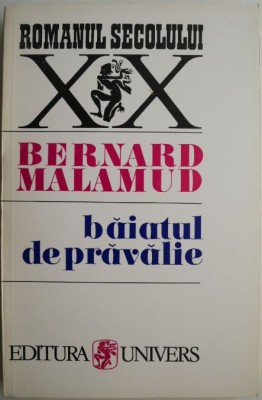 ROMANUL SECOLULUI
XX
BERNARD
MALAMUD
băiatul
de prăvălie
EDITURA UNIVERS